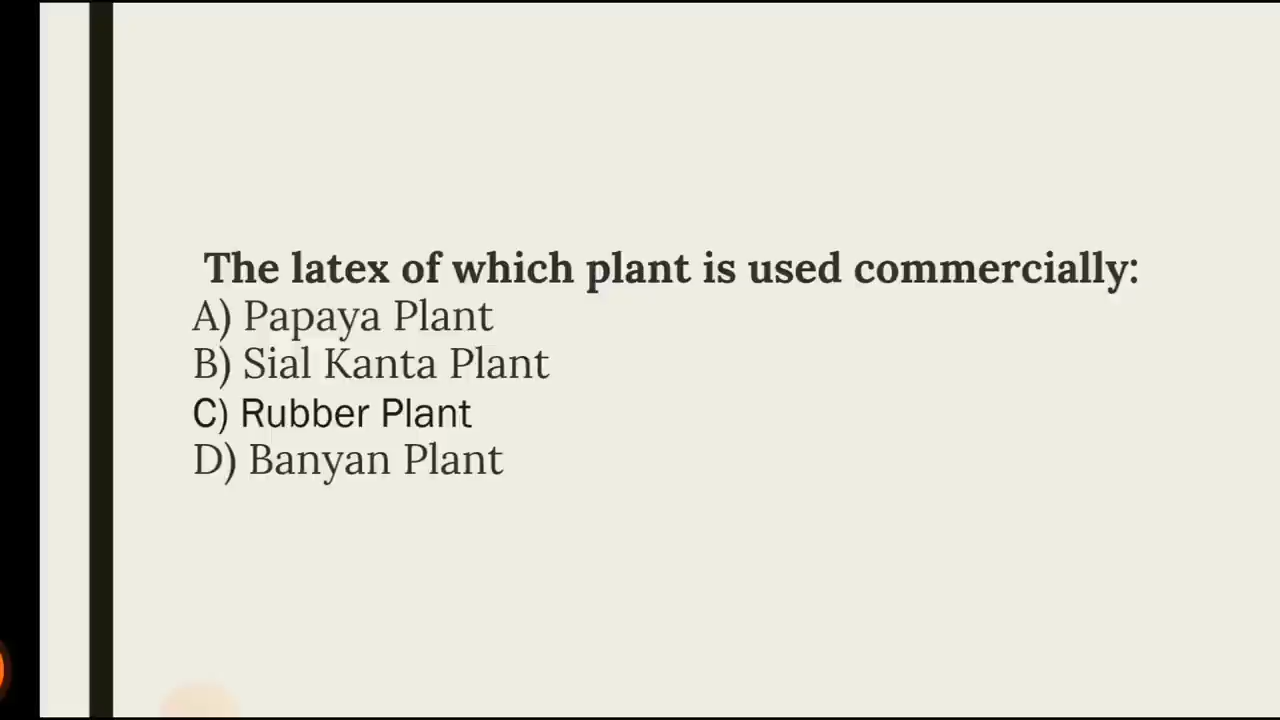 The latex of which plant is used commercially:
A) Papaya Plant
B) Sial Kanta Plant
C) Rubber Plant
D) Banyan Plant